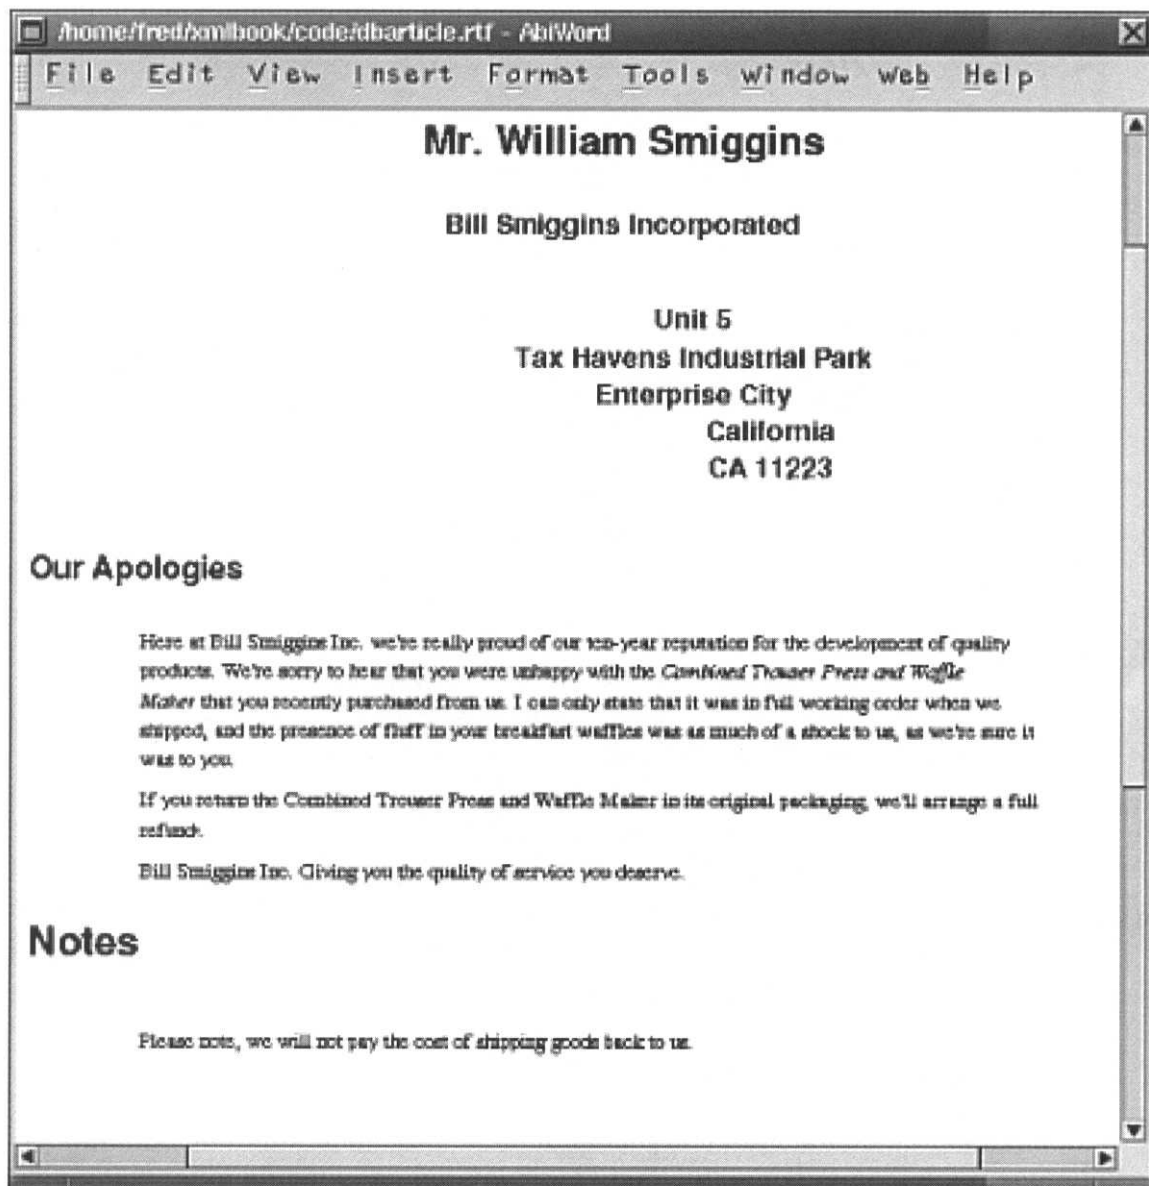 /home/fred/xmlbook/code/dbarticle.rtf - AbiWord
File Edit View Insert Format Tools Window Web Help
Mr. William Smiggins
Bill Smiggins Incorporated
Unit 5
Tax Havens Industrial Park
Enterprise City
California
CA 11223
Our Apologies
Here at Bill Smiggins Inc. we're really proud of our ten-year reputation for the development of quality
products. We're sorry to hear that you were unhappy with the Combined Trouser Press and Waffle
Maker that you recently purchased from us. I can only state that it was in full working order when we
shipped, and the presence of fluff in your breakfast waffles was as much of a shock to us, as we're sure it
was to you.
If you return the Combined Trouser Press and Waffle Maker in its original packaging, we'll arrange a full
refund.
Bill Smiggins Inc. Giving you the quality of service you deserve.
Notes
Please note, we will not pay the cost of shipping goods back to us.